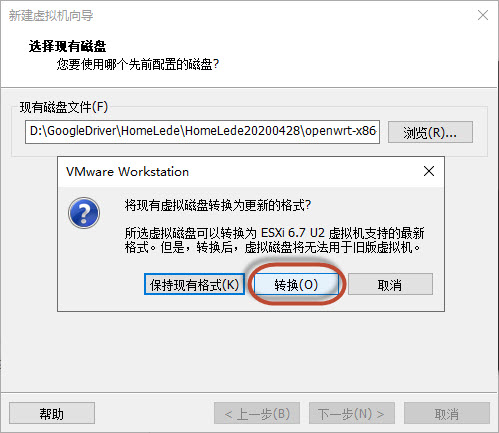 新建虚拟机向导
选择现有磁盘
您要使用哪个先前配置的磁盘?
现有磁盘文件(F)
D:\GoogleDriver\HomeLede\HomeLede20200428\openwrt-x86
浏览(R)...
VMware Workstation
将现有虚拟磁盘转换为更新的格式?
所选虚拟磁盘可以转换为 ESXi 6.7 U2 虚拟机支持的最新
格式。但是，转换后，虚拟磁盘将无法用于旧版虚拟机。
保持现有格式(K)
转换(O)
取消
帮助
< 上一步(B)
下一步(N) >
取消